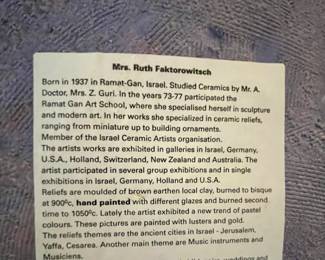 Mrs. Ruth Faktorowitsch
Born in 1937 in Ramat-Gan, Israel. Studied Ceramics by Mr. A.
Doctor, Mrs. Z. Guri. In the years 73-77 participated the
Ramat Gan Art School, where she specialised herself in sculpture
and modern art. In her works she specialized in ceramic reliefs,
ranging from miniature up to building ornaments.
Member of the Israel Ceramic Artists organisation.
The artists works are exhibited in galleries in Israel, Germany,
U.S.A., Holland, Switzerland, New Zealand and Australia. The
artist participated in several group exhibitions and in single
exhibitions in Israel, Germany, Holland and U.S.A.
Reliefs are moulded of brown earthen local clay, burned to bisque
at 900ºc, hand painted with different glazes and burned second
time to 1050ºc. Lately the artist exhibited a new trend of pastel
colours. These pictures are painted with lusters and gold.
The reliefs themes are the ancient cities in Israel - Jerusalem,
Yaffa, Cesarea. Another main theme are Music instruments and
Musiciens.
weddings and